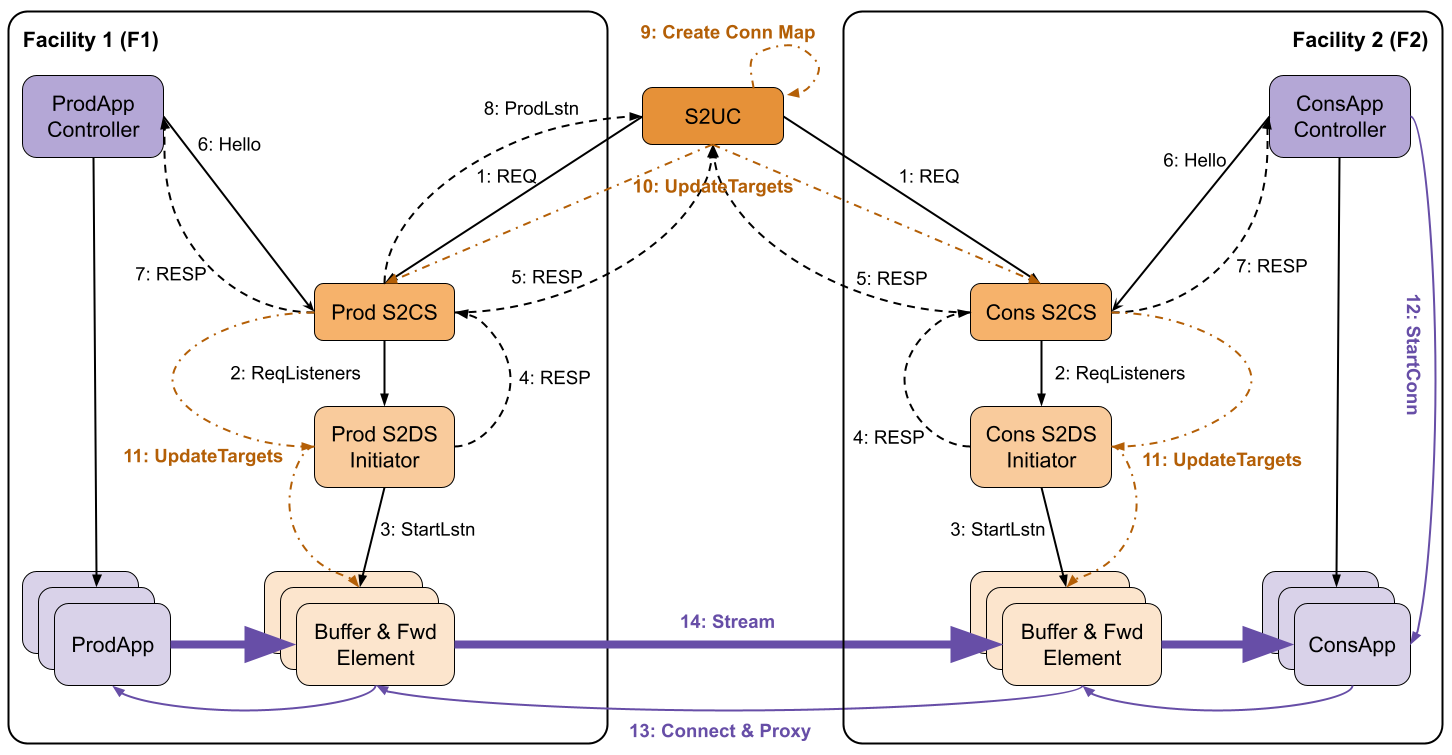 Facility 1 (F1)
9: Create Conn Map
Facility 2 (F2)
ProdApp
Controller
8: ProdLstn
S2UC
ConsApp
Controller
6: Hello
1: REQ
10: UpdateTargets
1: REQ
6: Hello
7: RESP
5: RESP
5: RESP
7: RESP
Prod S2CS
Cons S2CS
12: StartConn
2: ReqListeners
4: RESP
2: ReqListeners
Prod S2DS
Initiator
4: RESP
Cons S2DS
Initiator
11: UpdateTargets
11: UpdateTargets
3: StartLstn
3: StartLstn
ProdApp
Buffer & Fwd
Element
14: Stream
Buffer & Fwd
Element
ConsApp
13: Connect & Proxy